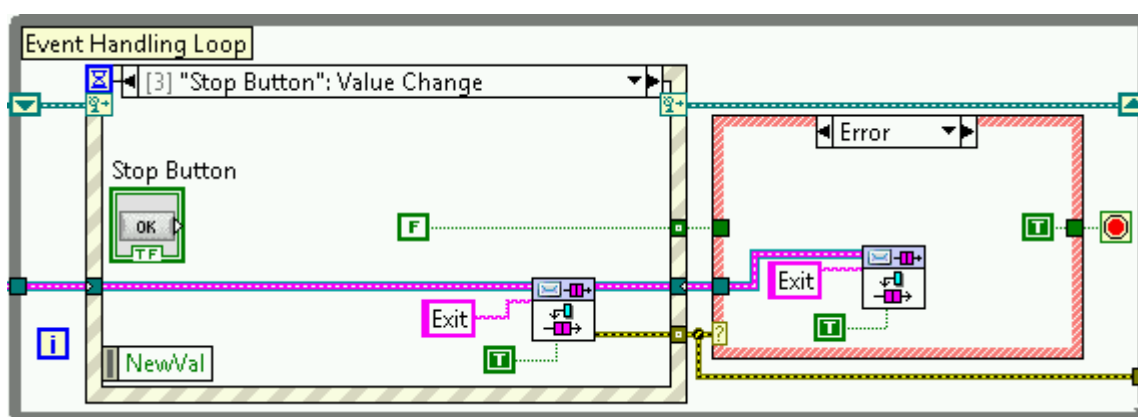 Event Handling Loop
[3] "Stop Button": Value Change
Error
Stop Button
OK
TF
F
T
Exit
Exit
T
i
T
NewVal
?